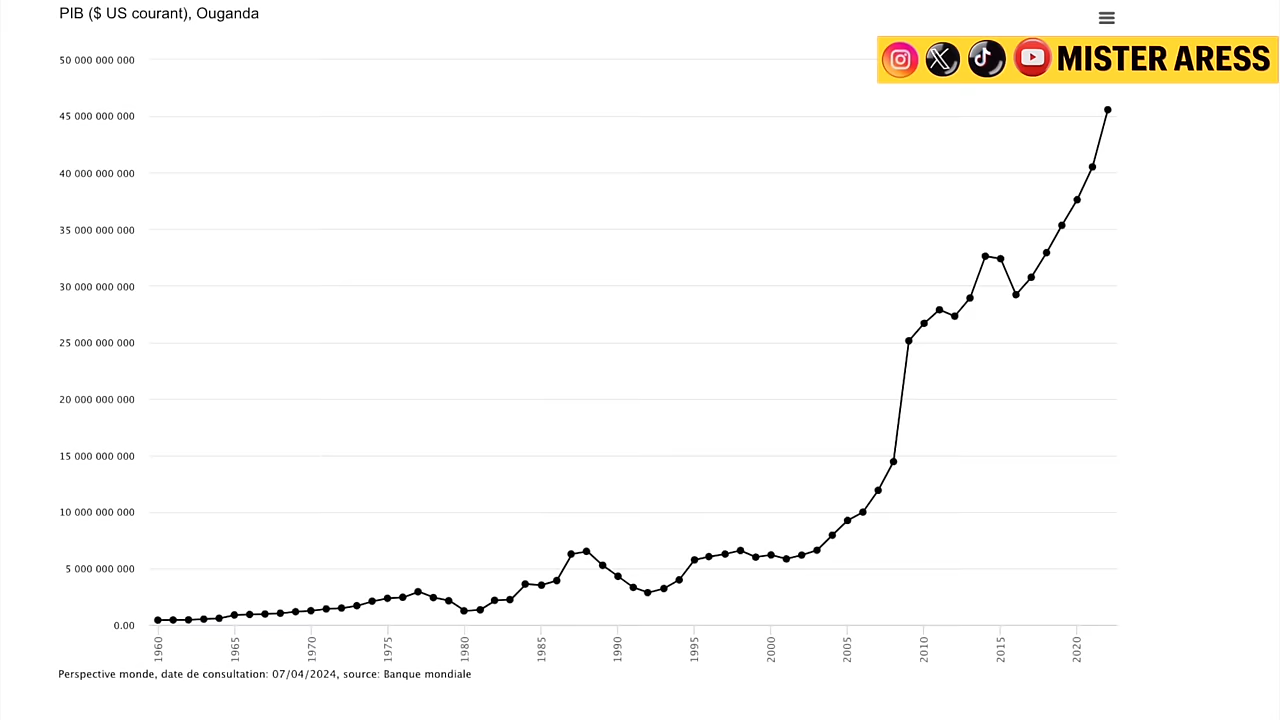 PIB ($ US courant), Ouganda
MISTER ARESS
50 000 000 000
45 000 000 000
40 000 000 000
35 000 000 000
30 000 000 000
25 000 000 000
20 000 000 000
15 000 000 000
10 000 000 000
5 000 000 000
0.00
1960
1965
1970
1975
1980
1985
1990
1995
2000
2005
2010
2015
2020
Perspective monde, date de consultation: 07/04/2024, source: Banque mondiale